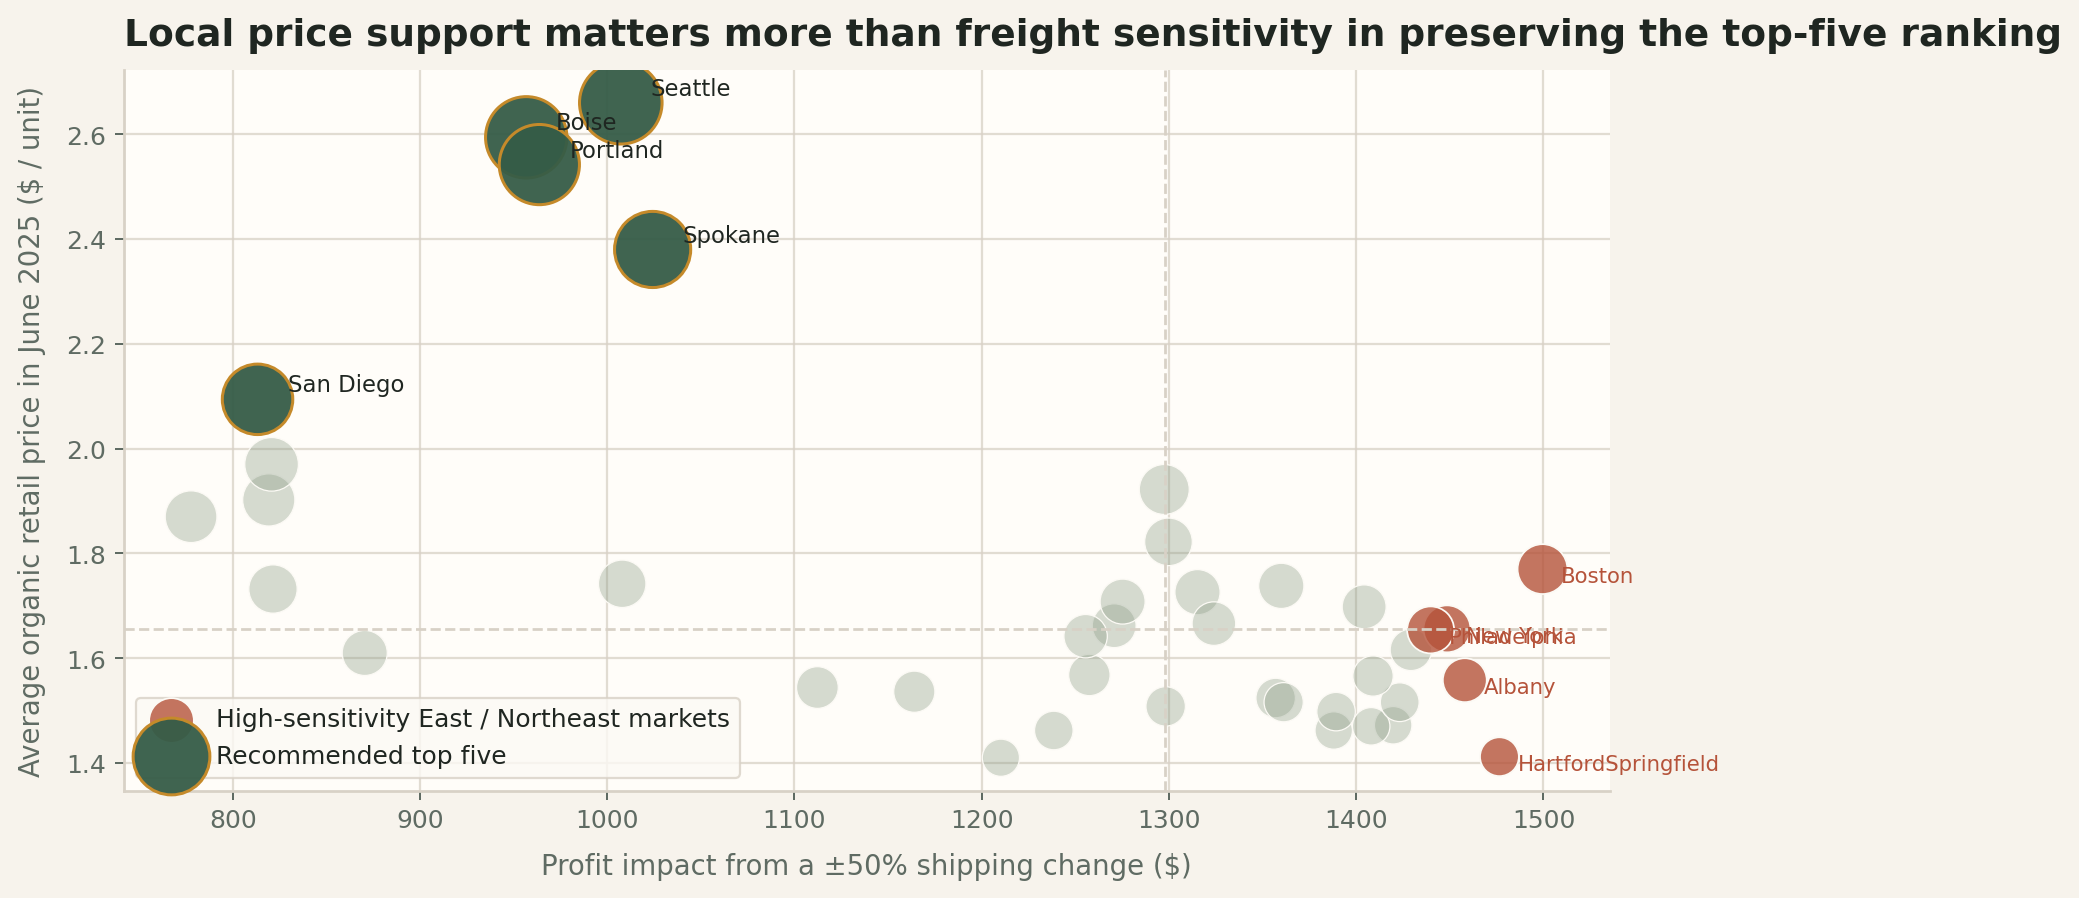 Local price support matters more than freight sensitivity in preserving the top-five ranking
Average organic retail price in June 2025 ($ / unit)
2.6
2.4
2.2
2.0
1.8
1.6
1.4
Seattle
Boise
Portland
Spokane
San Diego
Boston
Philadelphia
New York
Albany
HartfordSpringfield
High-sensitivity East / Northeast markets
Recommended top five
800
900
1000
1100
1200
1300
1400
1500
Profit impact from a ±50% shipping change ($)